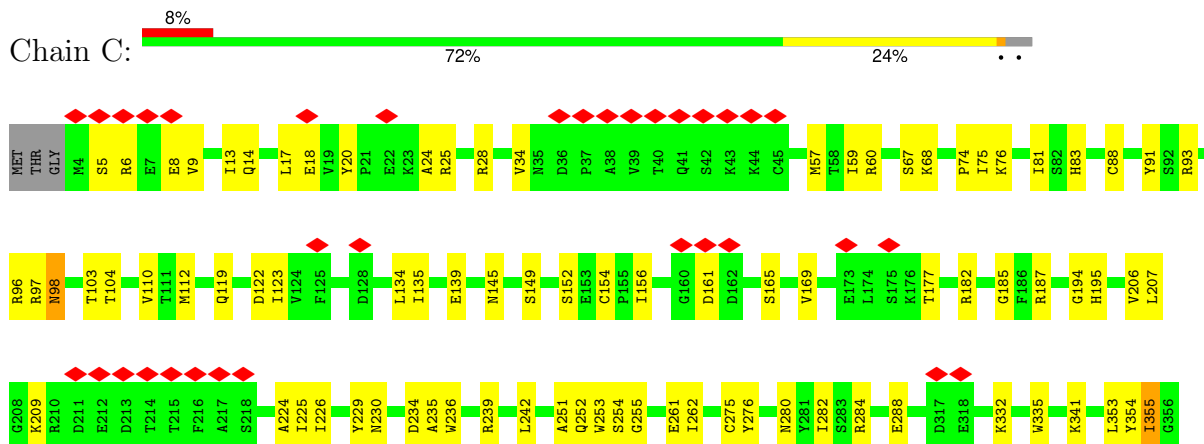 8%
Chain C:
72% 24% • •
MET THR GLY M4 S5 R6 E7 E8 V9 I13 Q14 L17 E18 V19 Y20 P21 E22 K23 A24 R25 R28 V34 N35 D36 P37 A38 V39 T40 Q41 S42 K43 K44 C45 M57 T58 I59 R60 S67 K68 P74 I75 K76 I81 S82 H83 C88 Y91 S92 R93
R96 R97 N98 T103 T104 V110 T111 M112 Q119 D122 I123 V124 F125 D128 L134 I135 E139 N145 S149 S152 E153 C154 P155 I156 G160 D161 D162 S165 V169 E173 L174 S175 K176 T177 R182 G185 F186 R187 G194 H195 V206 L207
G208 K209 R210 D211 E212 D213 T214 T215 F216 A217 S218 A224 I225 I226 Y229 N230 D234 A235 W236 R239 L242 A251 Q252 W253 S254 G255 E261 I262 C275 Y276 N280 Y281 I282 S283 R284 E288 D317 E318 K332 W335 K341 L353 Y354 I355 G356